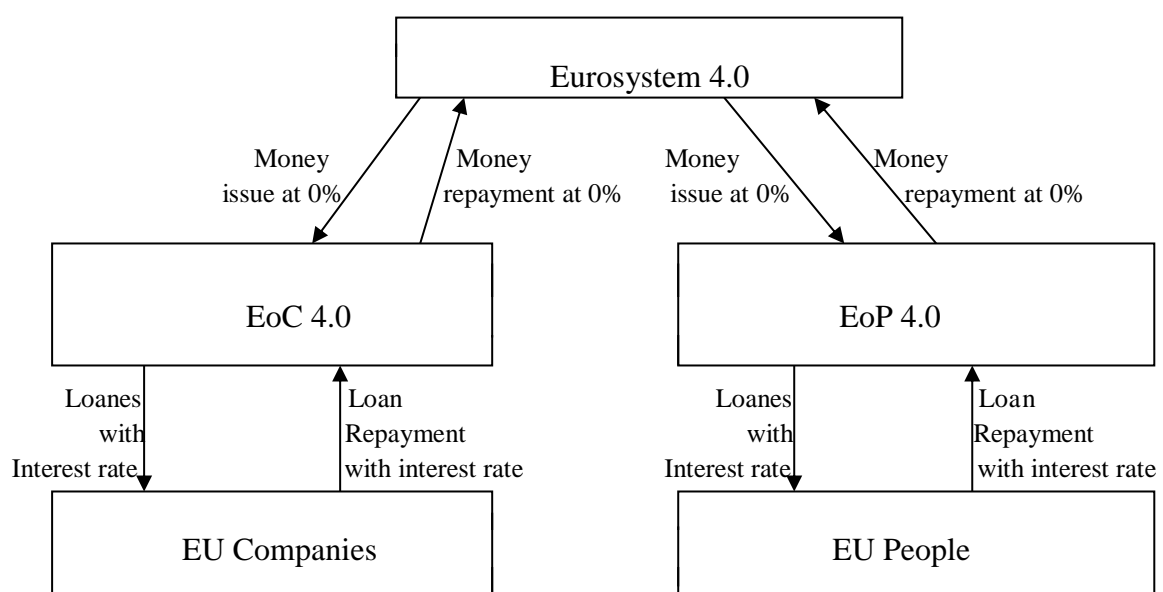 Eurosystem 4.0
Money
issue at 0%
Money
repayment at 0%
Money
issue at 0%
Money
repayment at 0%
EoC 4.0
EoP 4.0
Loanes
with
Interest rate
Loan
Repayment
with interest rate
Loanes
with
Interest rate
Loan
Repayment
with interest rate
EU Companies
EU People